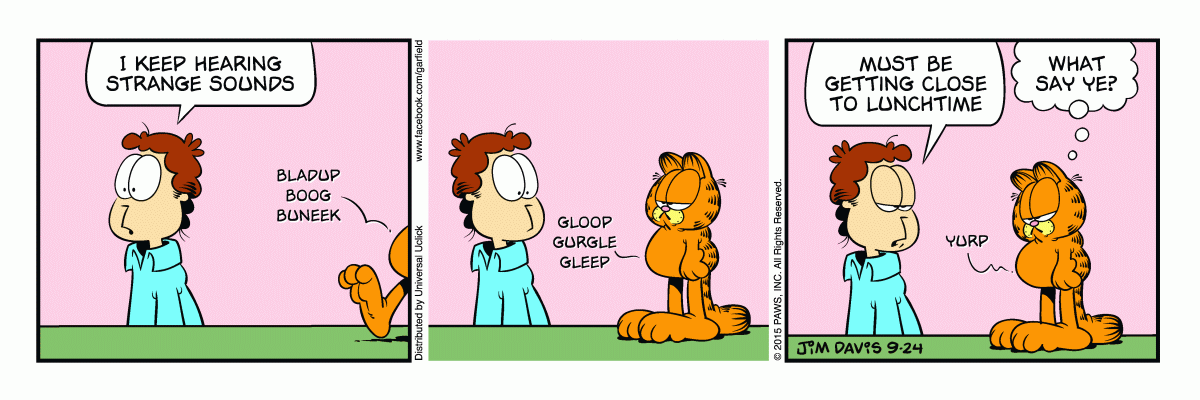 I KEEP HEARING
STRANGE SOUNDS
BLADUP
BOOG
BUNEEK
Distributed by Universal Uclick
www.facebook.com/garfield
GLOOP
GURGLE
GLEEP
© 2015 PAWS, INC. All Rights Reserved.
MUST BE
GETTING CLOSE
TO LUNCHTIME
WHAT
SAY YE?
YURP
JIM DAVIS 9·24